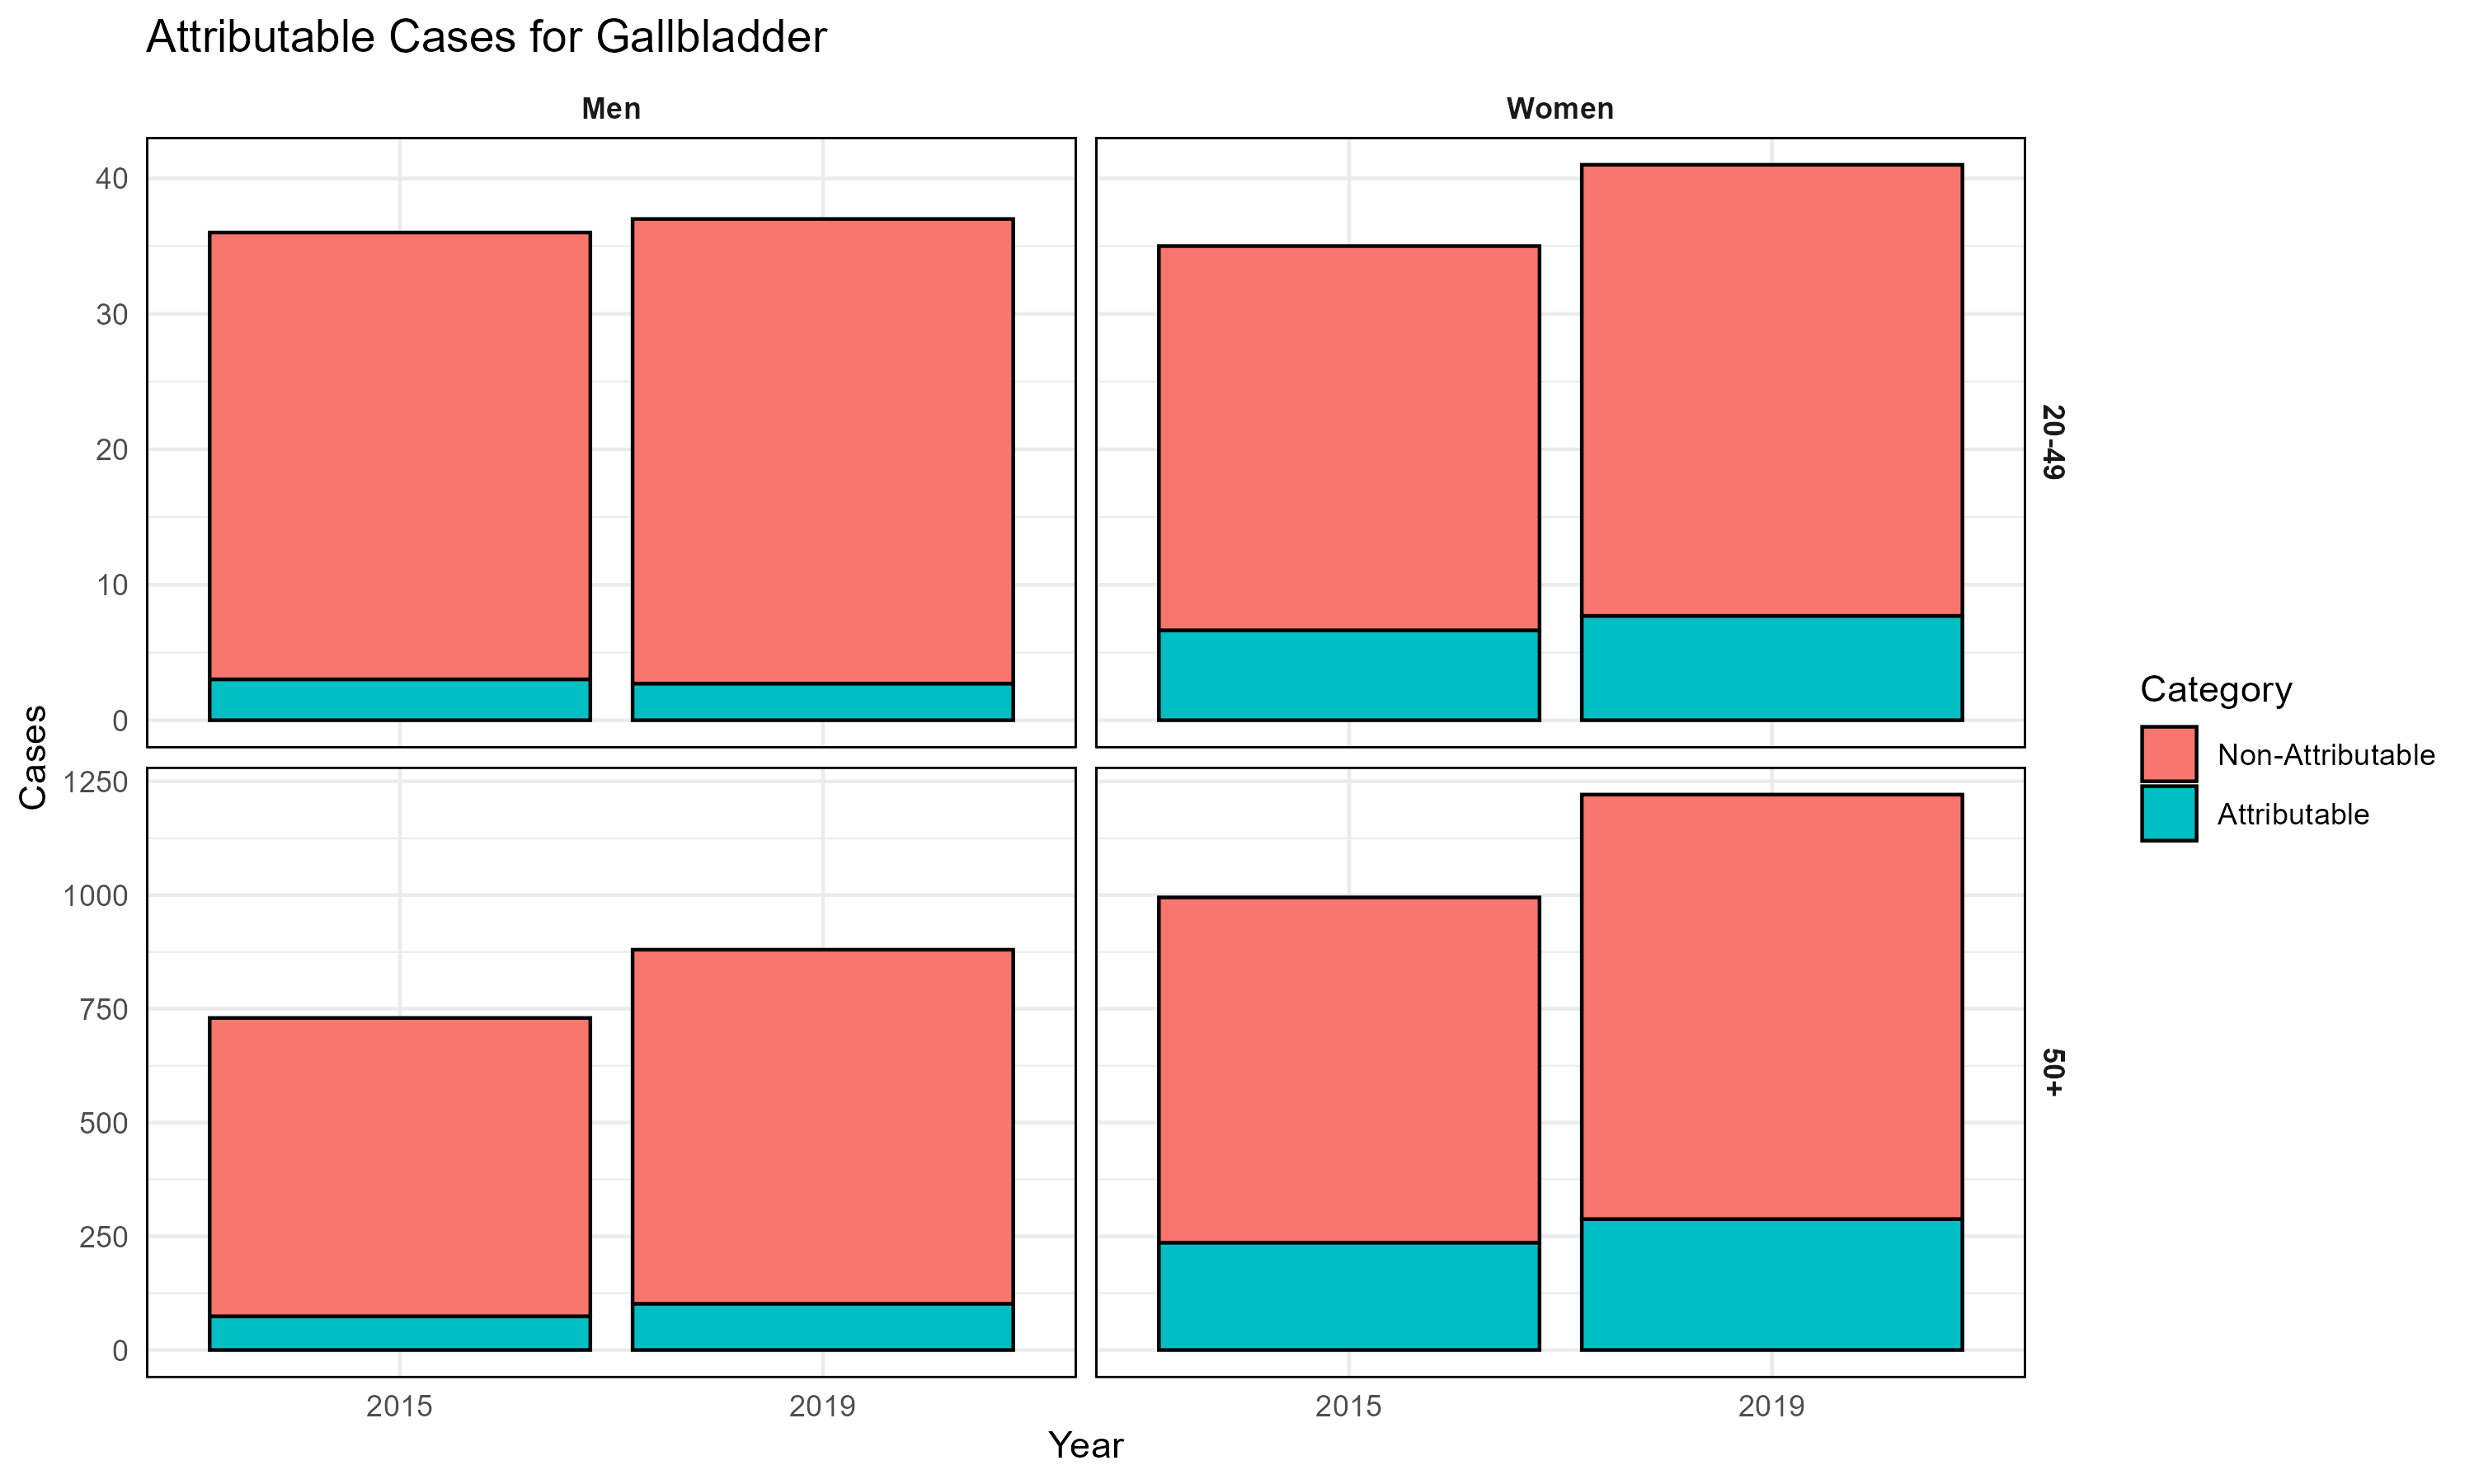 Attributable Cases for Gallbladder
Men
Women
40
30
20
10
0
20-49
Cases
1250
1000
750
500
250
0
50+
2015
2019
2015
2019
Year
Category
Non-Attributable
Attributable